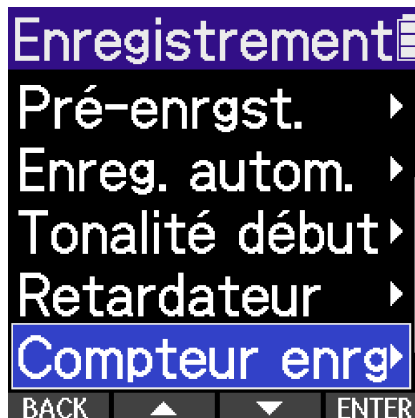 Enregistrement
Pré-enrgst.
Enreg. autom.
Tonalité début
Retardateur
Compteur enrg
BACK ENTER